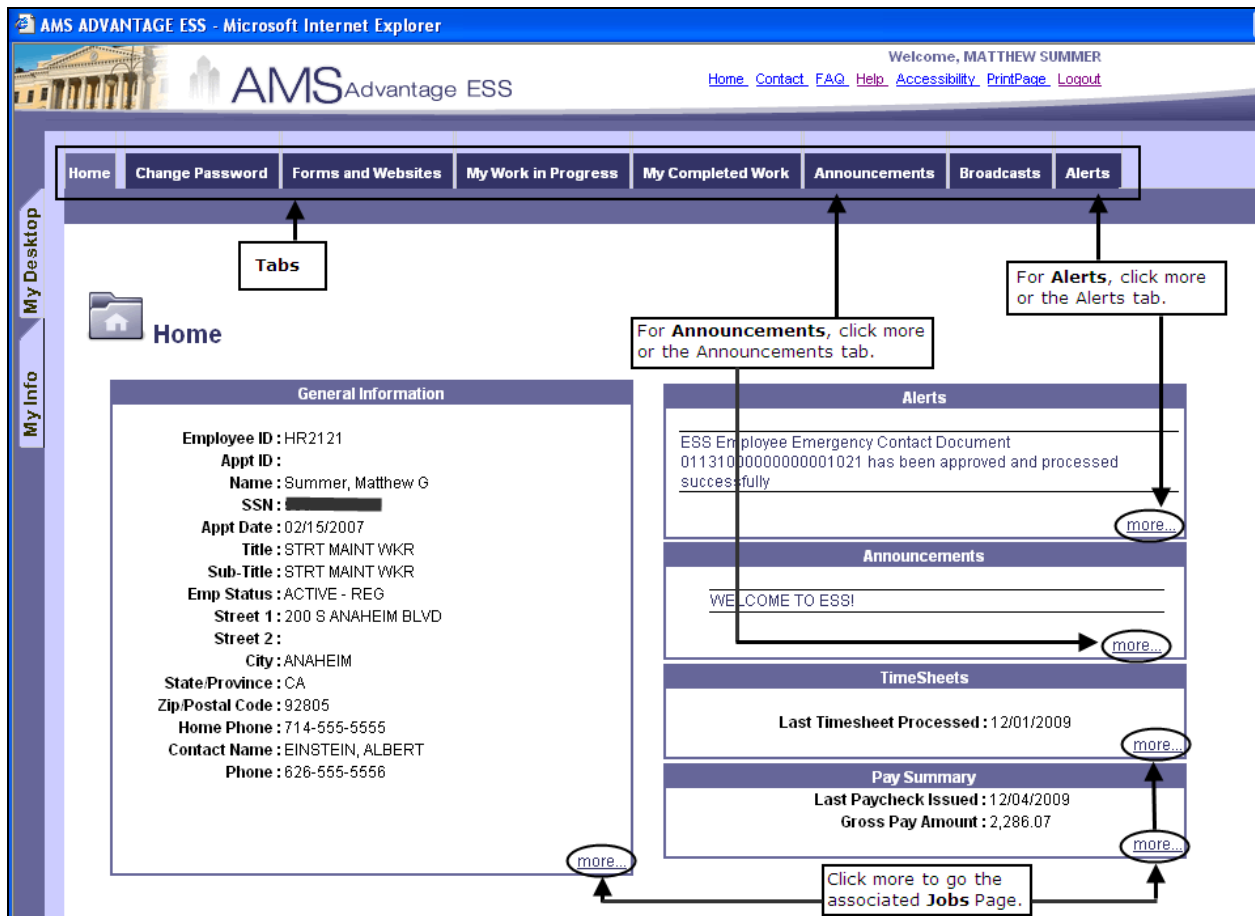 AMS ADVANTAGE ESS - Microsoft Internet Explorer
AMS Advantage ESS
Welcome, MATTHEW SUMMER
Home Contact FAQ Help Accessibility PrintPage Logout
Home Change Password Forms and Websites My Work in Progress My Completed Work Announcements Broadcasts Alerts
My Desktop
My Info
Tabs
For Alerts, click more
or the Alerts tab.
For Announcements, click more
or the Announcements tab.
Home
General Information
Employee ID : HR2121
Appt ID :
Name : Summer, Matthew G
SSN :
Appt Date : 02/15/2007
Title : STRT MAINT WKR
Sub-Title : STRT MAINT WKR
Emp Status : ACTIVE - REG
Street 1 : 200 S ANAHEIM BLVD
Street 2 :
City : ANAHEIM
State/Province : CA
Zip/Postal Code : 92805
Home Phone : 714-555-5555
Contact Name : EINSTEIN, ALBERT
Phone : 626-555-5556
more...
Alerts
ESS Employee Emergency Contact Document
01131000000000001021 has been approved and processed
successfully
more...
Announcements
WELCOME TO ESS!
more...
TimeSheets
Last Timesheet Processed : 12/01/2009
more...
Pay Summary
Last Paycheck Issued : 12/04/2009
Gross Pay Amount : 2,286.07
more...
Click more to go the
associated Jobs Page.